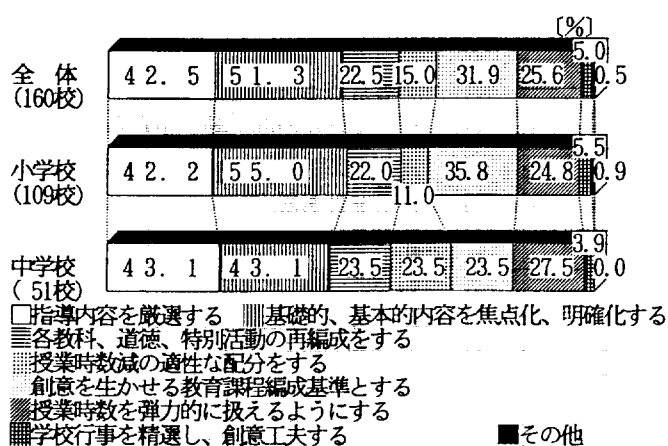 〔%〕
5.0
全 体 42.5 51.3 22.5 15.0 31.9 25.6 0.5
(160校)
5.5
小学校 42.2 55.0 22.0 35.8 24.8 0.9
(109校) 11.0
3.9
中学校 43.1 43.1 23.5 23.5 23.5 27.5 0.0
( 51校)
指導内容を厳選する 基礎的、基本的内容を焦点化、明確化する
各教科、道徳、特別活動の再編成をする
授業時数減の適性な配分をする
創意を生かせる教育課程編成基準とする
授業時数を弾力的に扱えるようにする
学校行事を精選し、創意工夫する その他